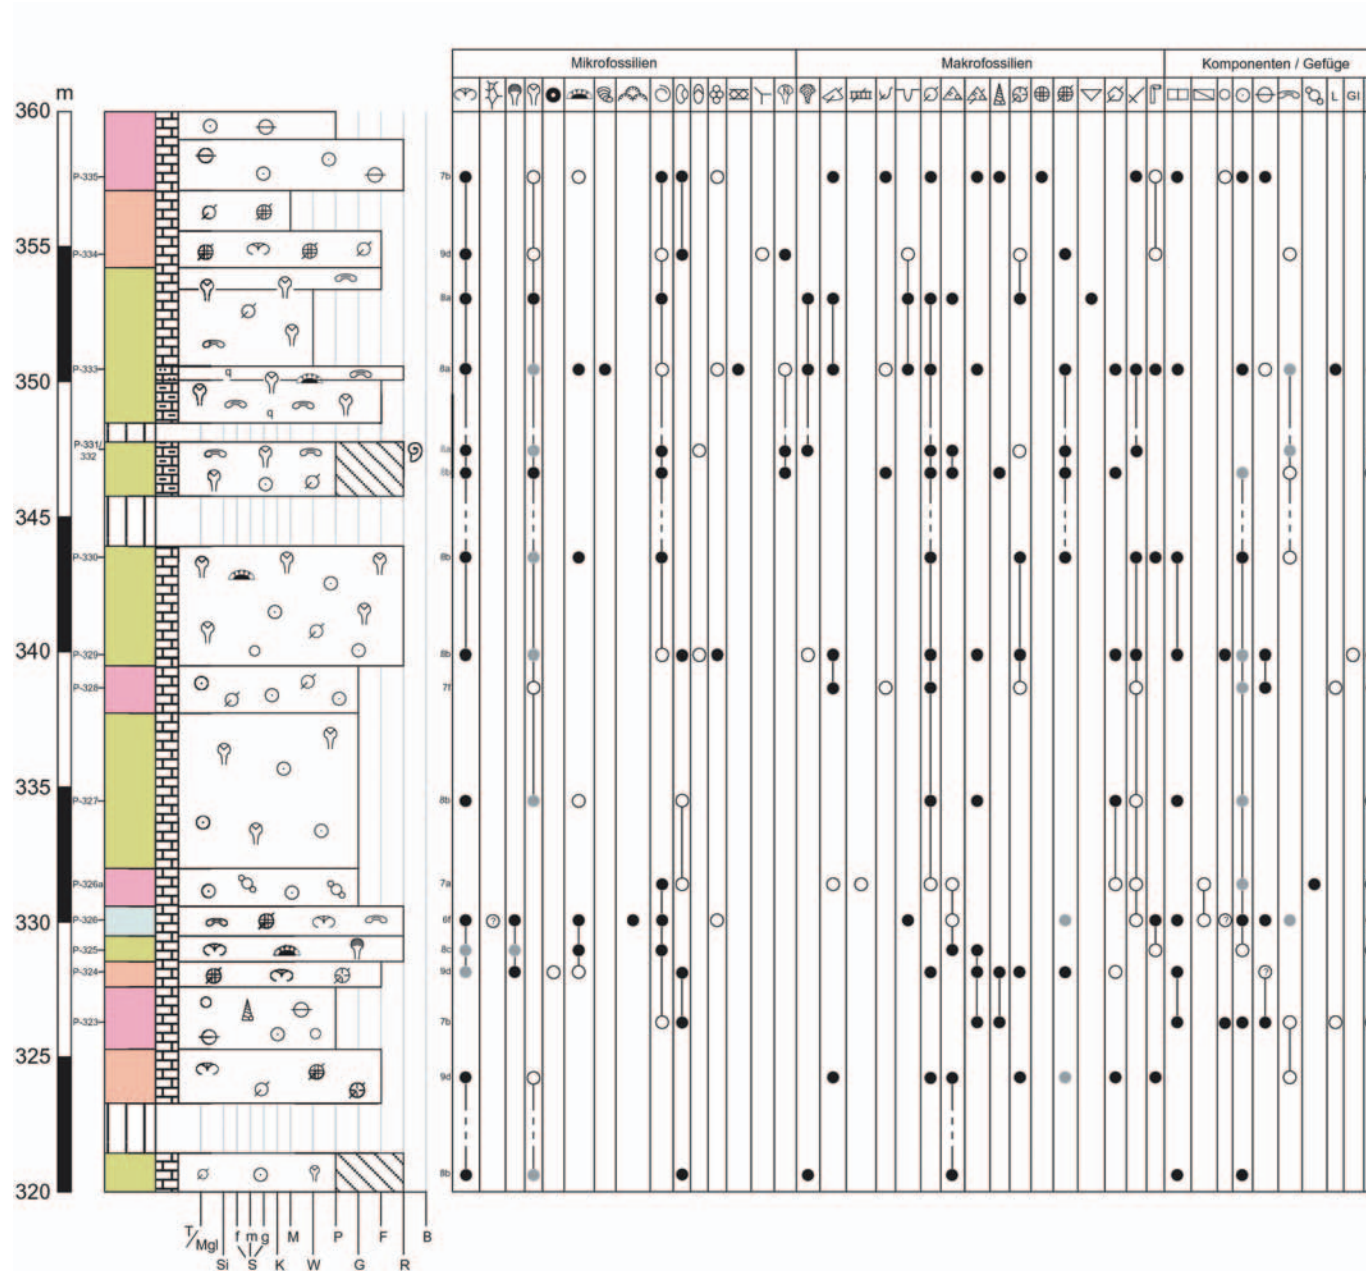 Mikrofossilien Makrofossilien Komponenten / Gefüge
m
L Gl
360
P-335 7b
355
P-334 9d
8a
P-333 8a
350
q
q
P-331/ 8a
332
8b
345
P-330 8b
340
P-329 8b
P-328 7f
335
P-327 8b
P-326a 7a
330
P-326 6f
?
?
P-325 8c
P-324 9d
?
P-323 7b
325
9d
8b
320
T/Mgl f m g M P F B
Si S K W G R